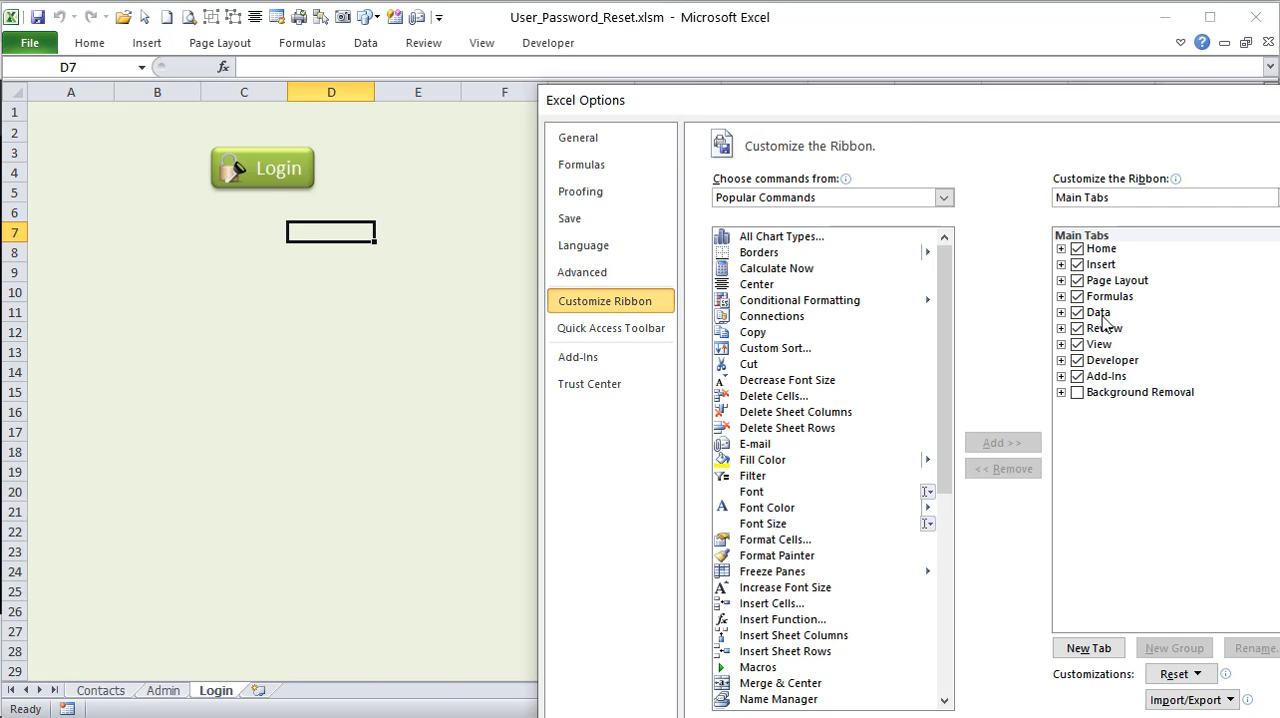 User_Password_Reset.xlsm - Microsoft Excel
File Home Insert Page Layout Formulas Data Review View Developer
D7 fx
A B C D E F
1
2
3
4
5
6
7
8
9
10
11
12
13
14
15
16
17
18
19
20
21
22
23
24
25
26
27
28
29
Login
Contacts Admin Login
Ready
Excel Options
General
Formulas
Proofing
Save
Language
Advanced
Customize Ribbon
Quick Access Toolbar
Add-Ins
Trust Center
Customize the Ribbon.
Choose commands from:
Popular Commands
All Chart Types...
Borders
Calculate Now
Center
Conditional Formatting
Connections
Copy
Custom Sort...
Cut
Decrease Font Size
Delete Cells...
Delete Sheet Columns
Delete Sheet Rows
E-mail
Fill Color
Filter
Font
Font Color
Font Size
Format Cells...
Format Painter
Freeze Panes
Increase Font Size
Insert Cells...
Insert Function...
Insert Sheet Columns
Insert Sheet Rows
Macros
Merge & Center
Name Manager
Add >>
<< Remove
Customize the Ribbon:
Main Tabs
Main Tabs
Home
Insert
Page Layout
Formulas
Data
Review
View
Developer
Add-Ins
Background Removal
New Tab New Group Rename.
Customizations: Reset
Import/Export